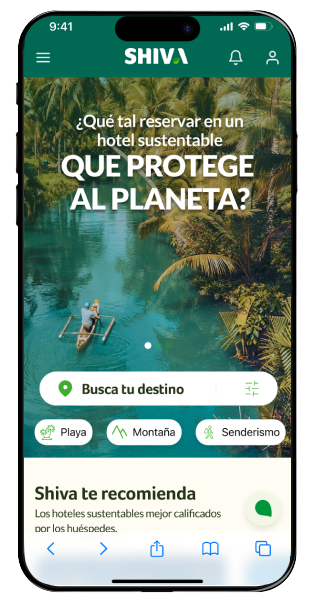 9:41
SHIVA
¿Qué tal reservar en un
hotel sustentable
QUE PROTEGE
AL PLANETA?
Busca tu destino
Playa Montaña Senderismo
Shiva te recomienda
Los hoteles sustentables mejor calificados
por los huéspedes.